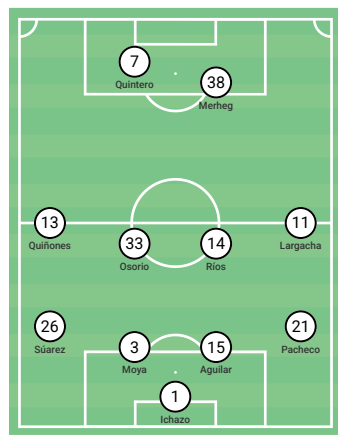 7
Quintero
38
Merheg
13
Quiñones
33
Osorio
14
Ríos
11
Largacha
26
Súarez
3
Moya
15
Aguilar
21
Pacheco
1
Ichazo